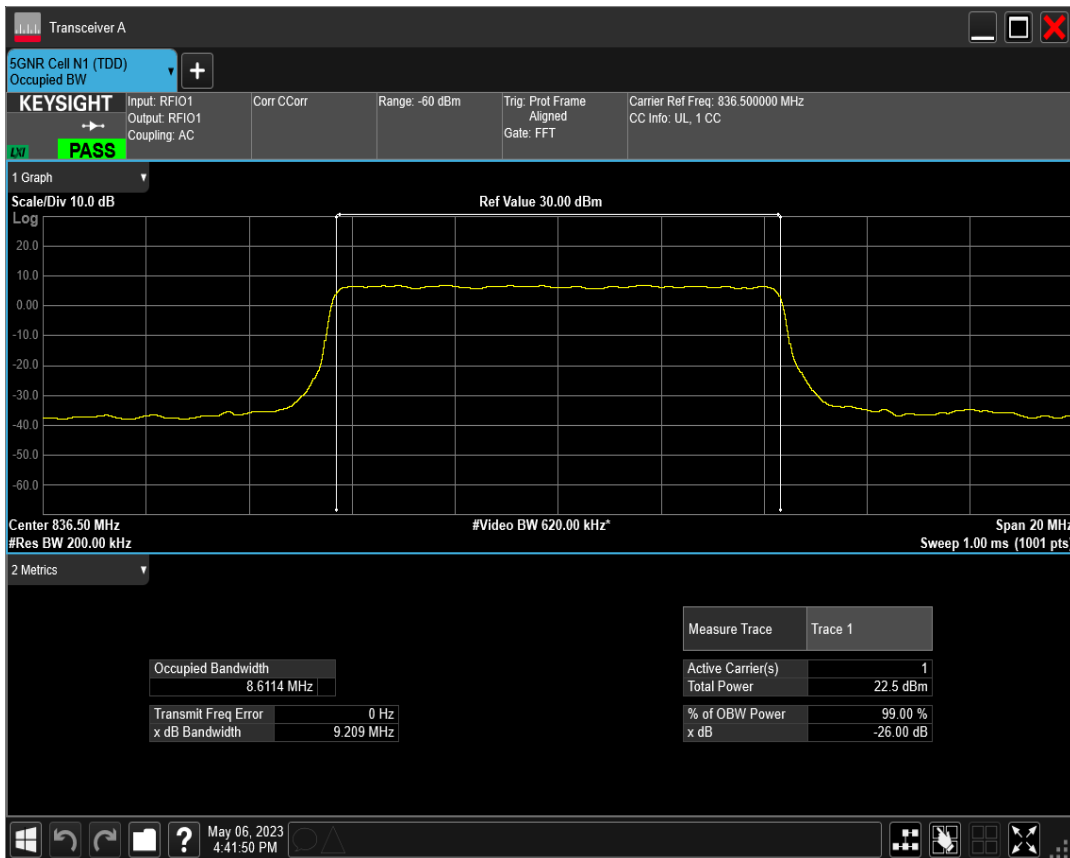 Transceiver A
5GNR Cell N1 (TDD)
Occupied BW
KEYSIGHT
LXI
PASS
Input: RFIO1
Output: RFIO1
Coupling: AC
Corr CCorr
Range: -60 dBm
Trig: Prot Frame
Aligned
Gate: FFT
Carrier Ref Freq: 836.500000 MHz
CC Info: UL, 1 CC
1 Graph
Scale/Div 10.0 dB
Ref Value 30.00 dBm
Log
20.0
10.0
0.00
-10.0
-20.0
-30.0
-40.0
-50.0
-60.0
Center 836.50 MHz
#Video BW 620.00 kHz*
Span 20 MHz
#Res BW 200.00 kHz
Sweep 1.00 ms (1001 pts)
2 Metrics
Measure Trace Trace 1
Occupied Bandwidth
8.6114 MHz
Active Carrier(s) 1
Total Power 22.5 dBm
Transmit Freq Error 0 Hz
x dB Bandwidth 9.209 MHz
% of OBW Power 99.00 %
x dB -26.00 dB
?
May 06, 2023
4:41:50 PM